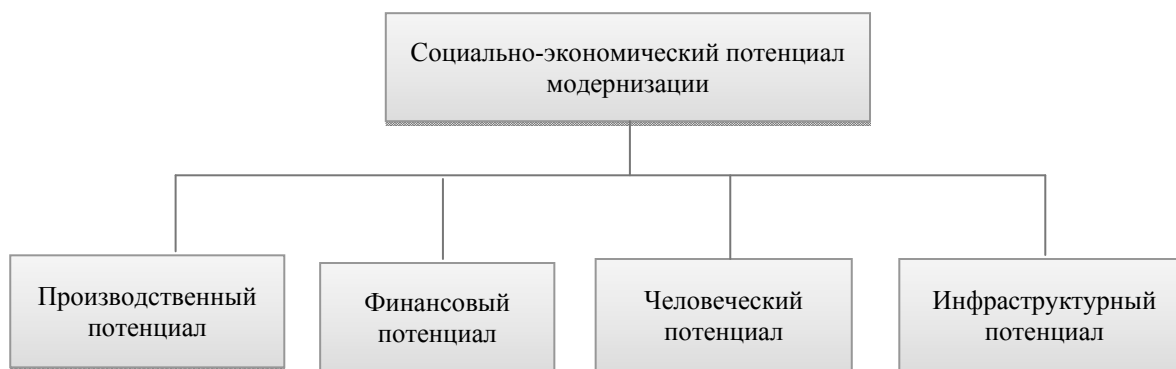 Социально-экономический потенциал
модернизации
Производственный
потенциал
Финансовый
потенциал
Человеческий
потенциал
Инфраструктурный
потенциал